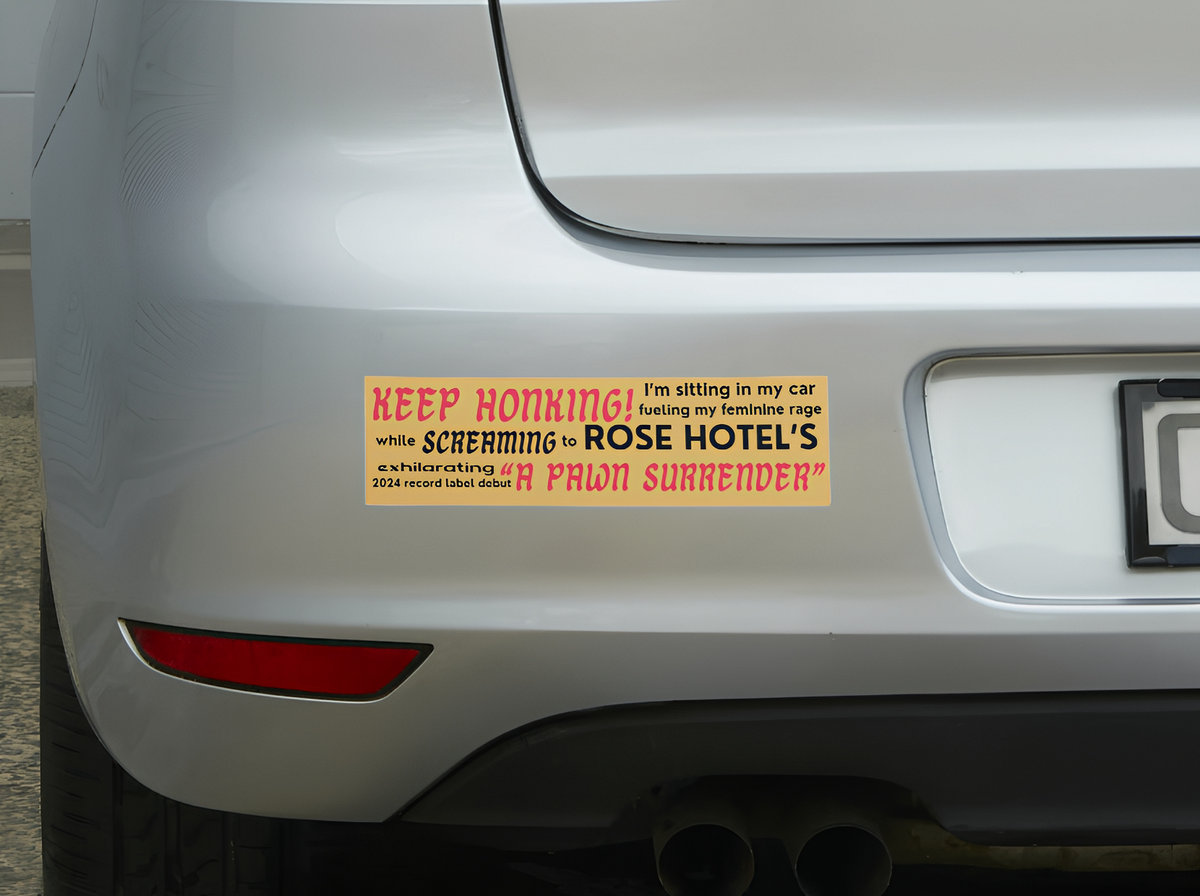 KEEP HONKING! I'm sitting in my car
fueling my feminine rage
while SCREAMING to ROSE HOTEL'S
exhilarating
2024 record label debut "A PAWN SURRENDER"